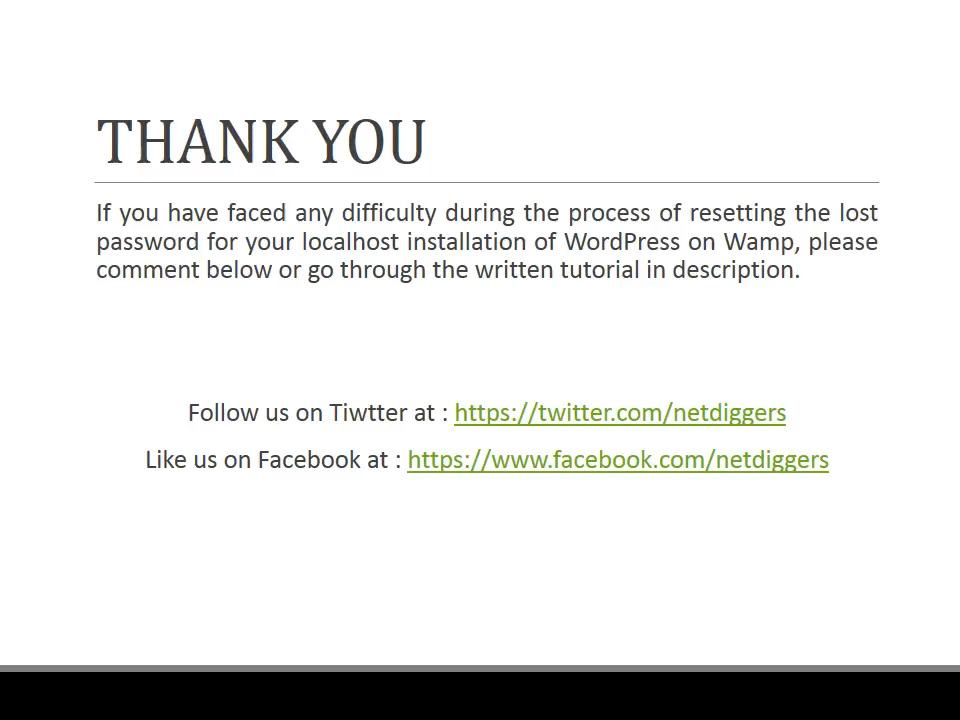 THANK YOU
If you have faced any difficulty during the process of resetting the lost
password for your localhost installation of WordPress on Wamp, please
comment below or go through the written tutorial in description.
Follow us on Tiwtter at : https://twitter.com/netdiggers
Like us on Facebook at : https://www.facebook.com/netdiggers